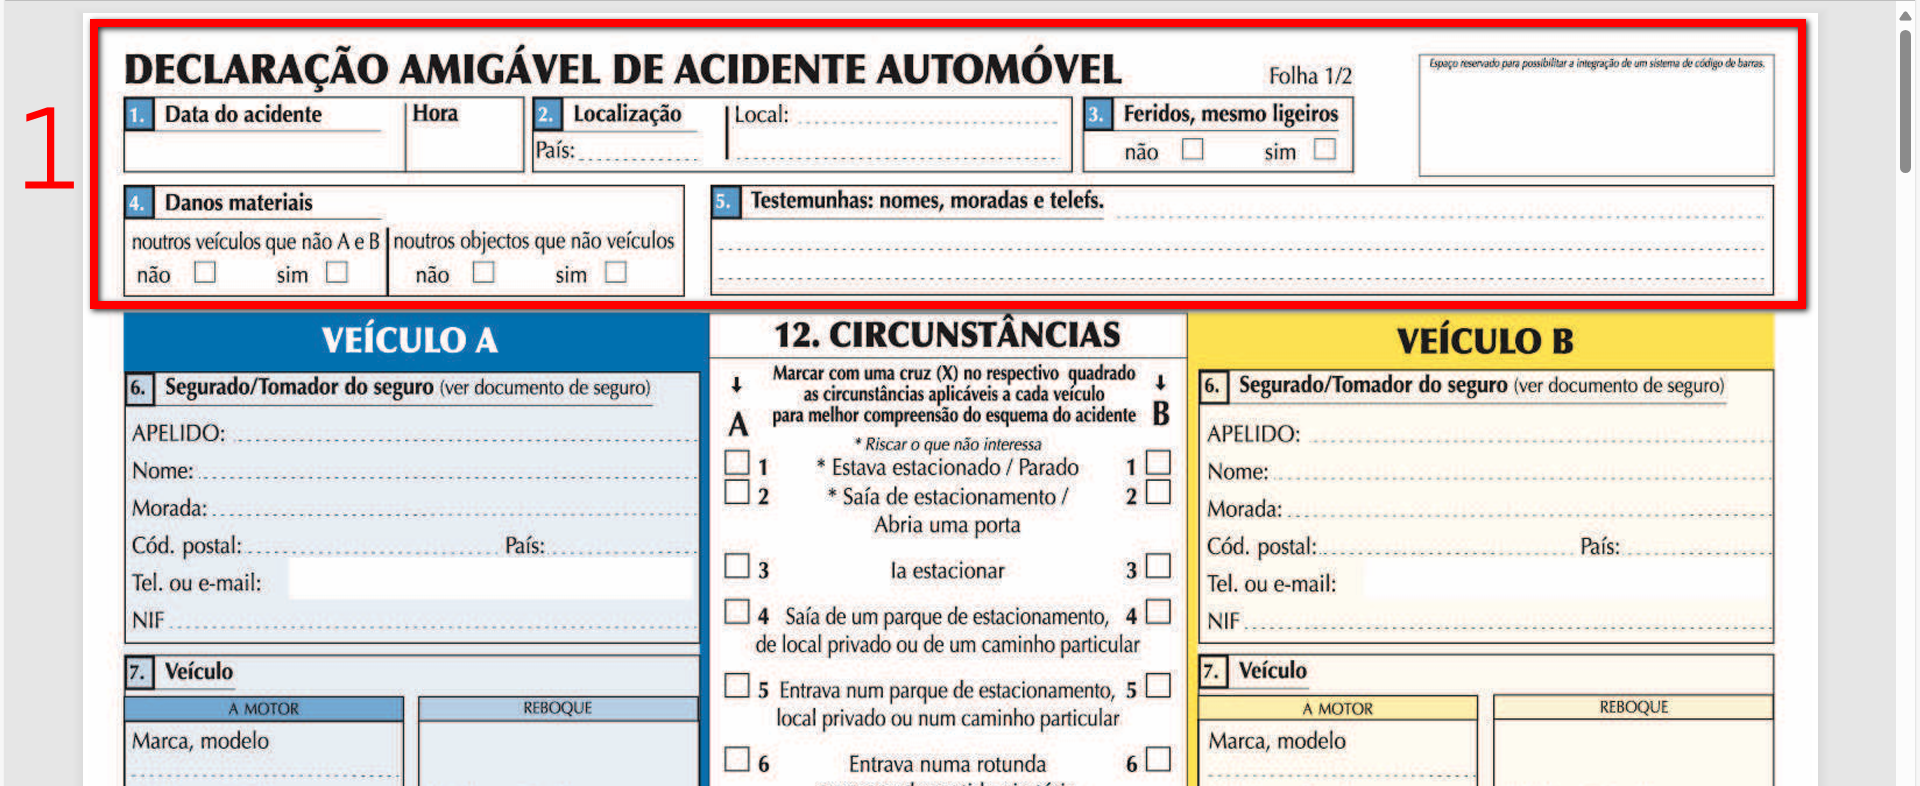 1
DECLARAÇÃO AMIGÁVEL DE ACIDENTE AUTOMÓVEL
Folha 1/2
Espaço reservado para possibilitar a integração de um sistema de código de barras.
1. Data do acidente Hora
2. Localização Local:
País:
3. Feridos, mesmo ligeiros
não sim
4. Danos materiais
noutros veículos que não A e B noutros objectos que não veículos
não sim não sim
5. Testemunhas: nomes, moradas e telefs.
VEÍCULO A
6. Segurado/Tomador do seguro (ver documento de seguro)
APELIDO:
Nome:
Morada:
Cód. postal: País:
Tel. ou e-mail:
NIF
7. Veículo
A MOTOR REBOQUE
Marca, modelo
12. CIRCUNSTÂNCIAS
Marcar com uma cruz (X) no respectivo quadrado
as circunstâncias aplicáveis a cada veículo
para melhor compreensão do esquema do acidente
A B
* Riscar o que não interessa
1 * Estava estacionado / Parado 1
2 * Saía de estacionamento / 2
Abria uma porta
3 Ia estacionar 3
4 Saía de um parque de estacionamento, 4
de local privado ou de um caminho particular
5 Entrava num parque de estacionamento, 5
local privado ou num caminho particular
6 Entrava numa rotunda 6
VEÍCULO B
6. Segurado/Tomador do seguro (ver documento de seguro)
APELIDO:
Nome:
Morada:
Cód. postal: País:
Tel. ou e-mail:
NIF
7. Veículo
A MOTOR REBOQUE
Marca, modelo